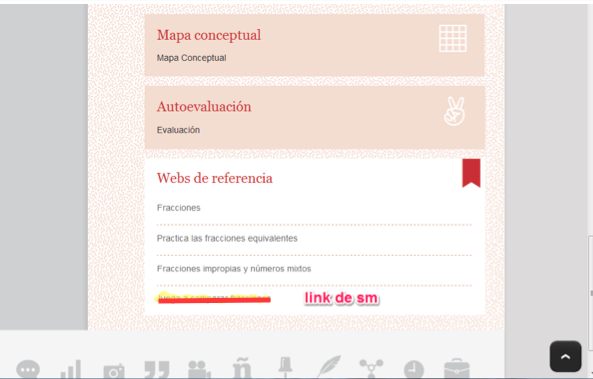 Mapa conceptual
Mapa Conceptual
Autoevaluación
Evaluación
Webs de referencia
Fracciones
Practica las fracciones equivalentes
Fracciones impropias y números mixtos
link de sm
ñ